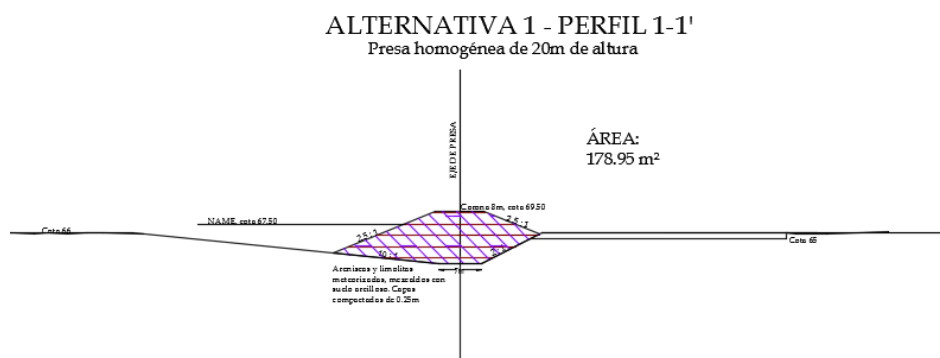 ALTERNATIVA 1 - PERFIL 1-1'
Presa homogénea de 20m de altura
EJE DE PRESA
ÁREA:
178.95 m²
Corona 8m, cota 69.50
NAME, cota 67.50
2.5 : 1
2.5 : 1
Cota 66
Cota 65
10 : 1
Areniscas y limolitas
meteorizadas, mezcladas con
suelo arcilloso. Capas
compactadas de 0.25m